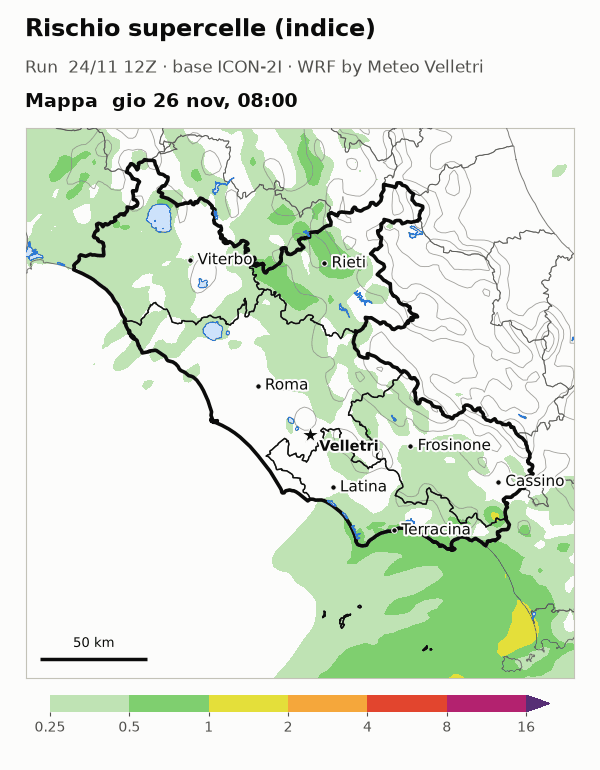 Rischio supercelle (indice)
Run  24/11 12Z · base ICON-2I · WRF by Meteo Velletri
Mappa  gio 26 nov, 08:00
Viterbo
Rieti
Roma
Velletri
Frosinone
Cassino
Latina
Terracina
50 km
0.25 0.5 1 2 4 8 16